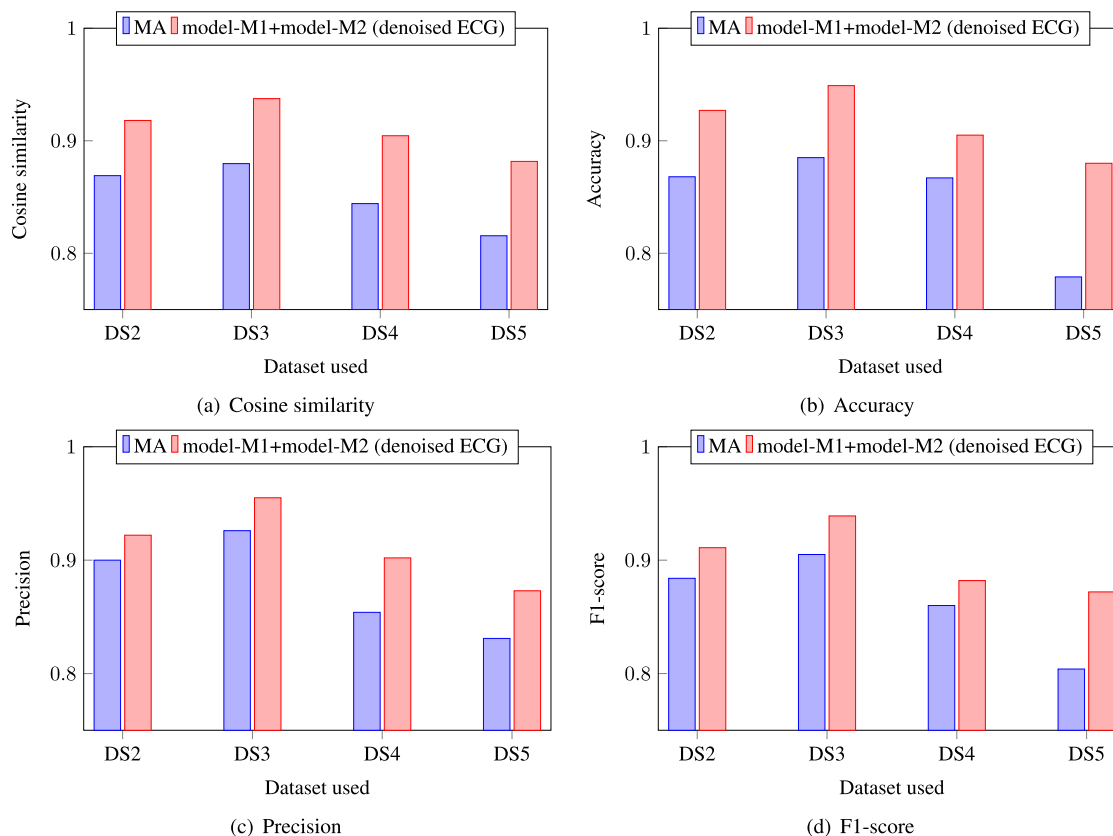 MA model-M1+model-M2 (denoised ECG)
1
0.9
0.8
Cosine similarity
DS2 DS3 DS4 DS5
Dataset used
(a) Cosine similarity
MA model-M1+model-M2 (denoised ECG)
1
0.9
0.8
Accuracy
DS2 DS3 DS4 DS5
Dataset used
(b) Accuracy
MA model-M1+model-M2 (denoised ECG)
1
0.9
0.8
Precision
DS2 DS3 DS4 DS5
Dataset used
(c) Precision
MA model-M1+model-M2 (denoised ECG)
1
0.9
0.8
F1-score
DS2 DS3 DS4 DS5
Dataset used
(d) F1-score